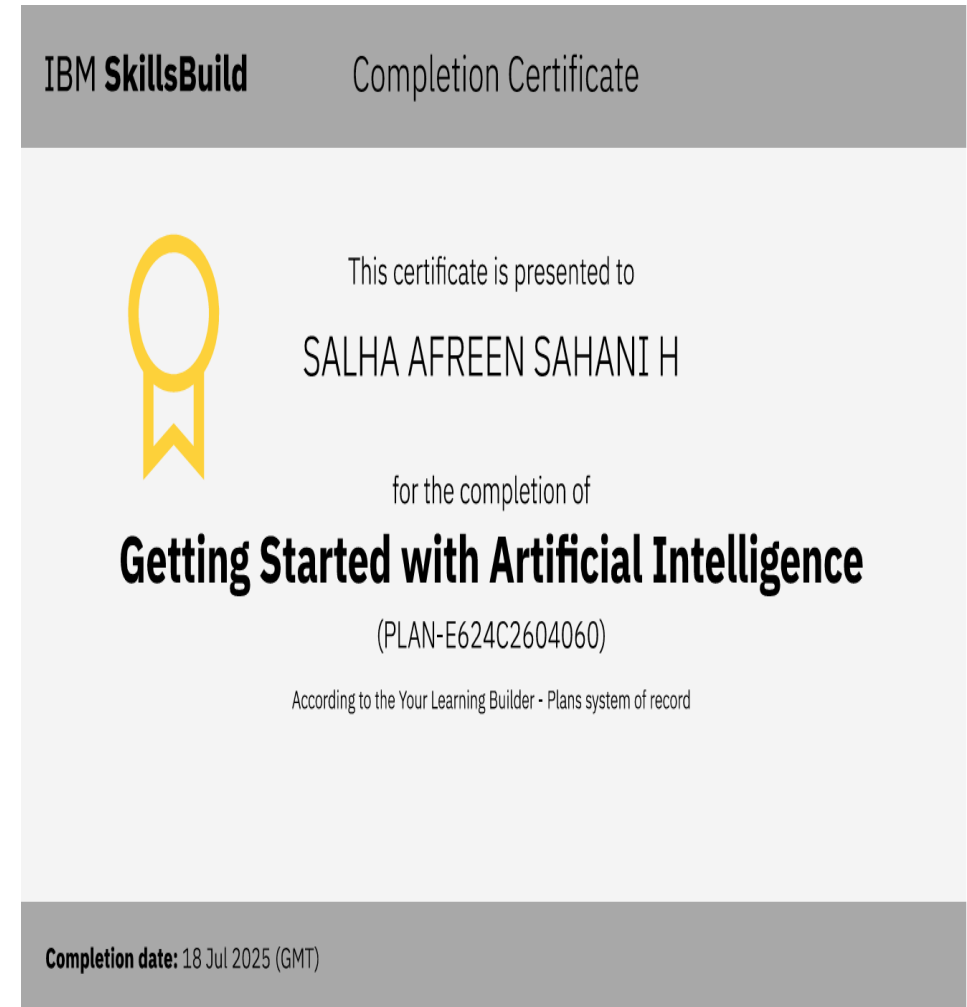 IBM SkillsBuild Completion Certificate
This certificate is presented to
SALHA AFREEN SAHANI H
for the completion of
Getting Started with Artificial Intelligence
(PLAN-E624C2604060)
According to the Your Learning Builder - Plans system of record
Completion date: 18 Jul 2025 (GMT)